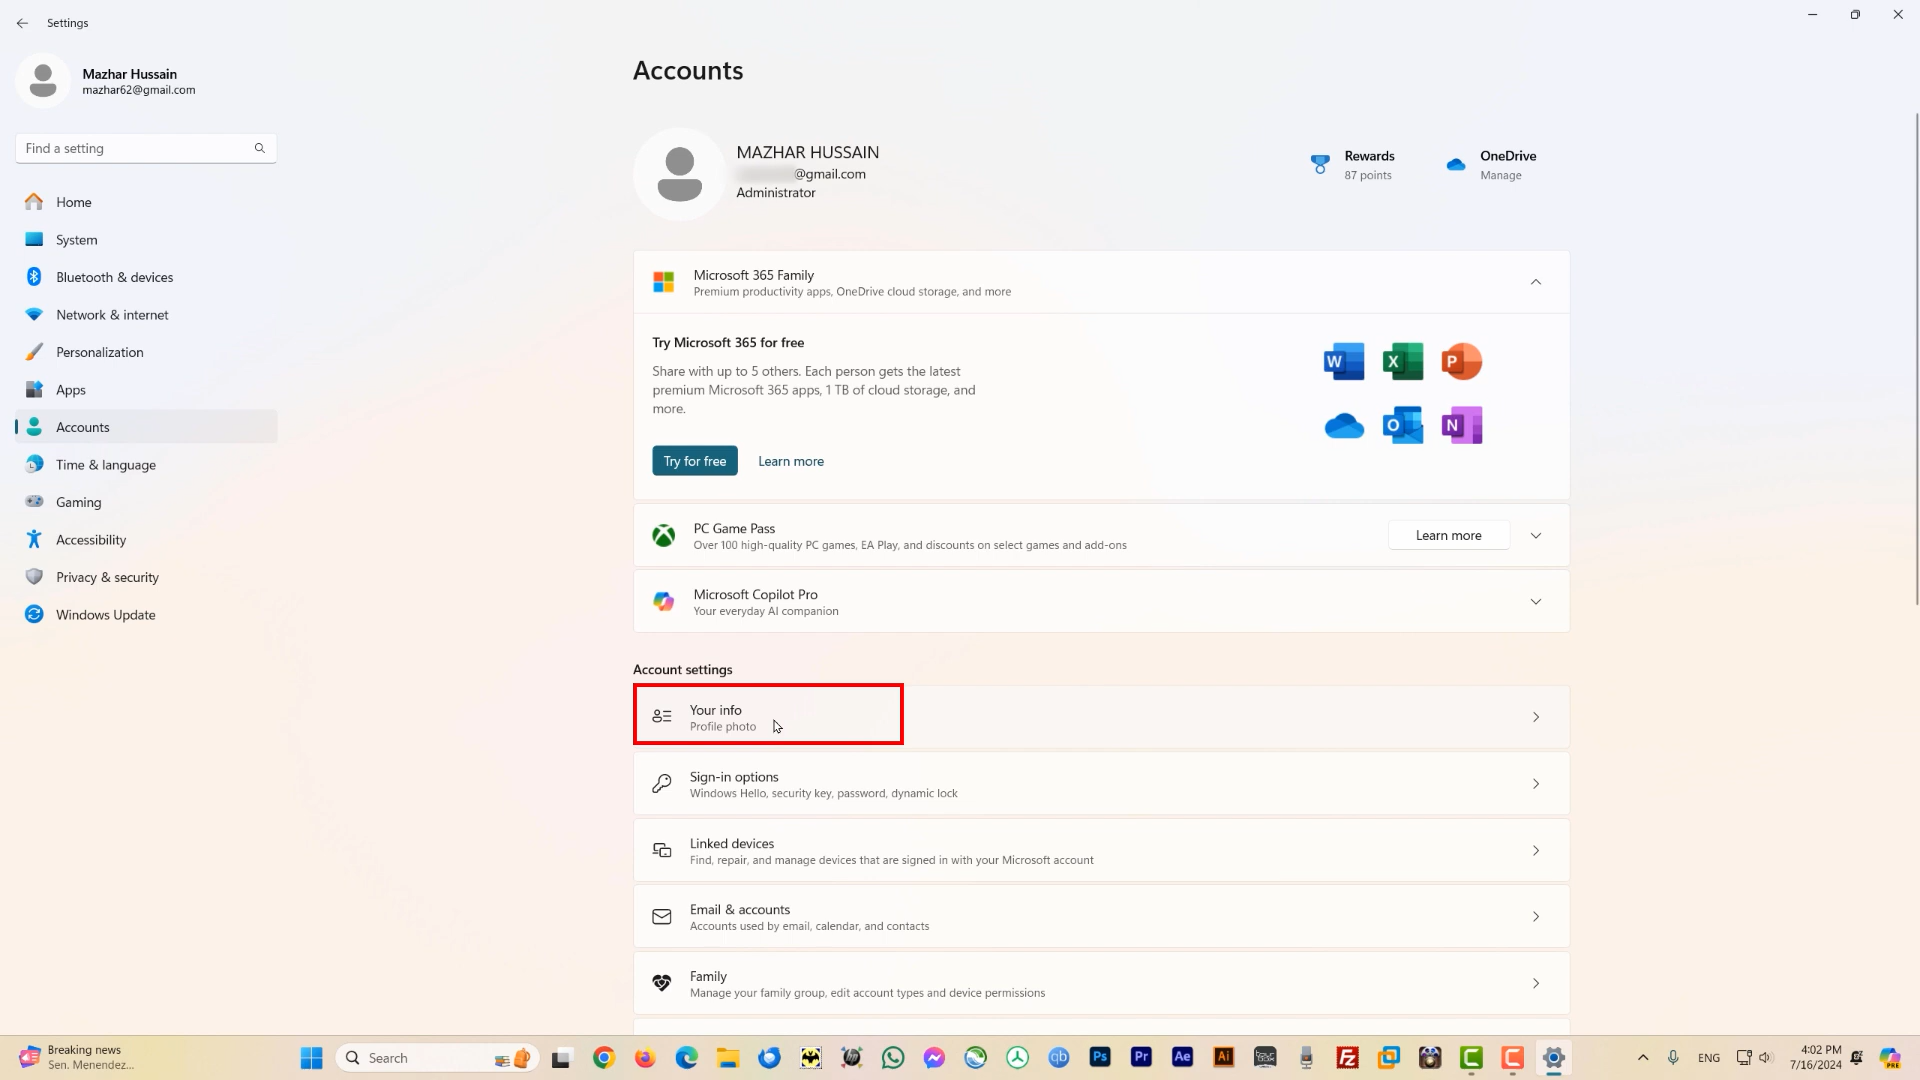 Settings
Mazhar Hussain
mazhar62@gmail.com
Find a setting
Home
System
Bluetooth & devices
Network & internet
Personalization
Apps
Accounts
Time & language
Gaming
Accessibility
Privacy & security
Windows Update
Accounts
MAZHAR HUSSAIN
@gmail.com
Administrator
Rewards
87 points
OneDrive
Manage
Microsoft 365 Family
Premium productivity apps, OneDrive cloud storage, and more
Try Microsoft 365 for free
Share with up to 5 others. Each person gets the latest
premium Microsoft 365 apps, 1 TB of cloud storage, and
more.
Try for free
Learn more
W
X
P
O
N
PC Game Pass
Over 100 high-quality PC games, EA Play, and discounts on select games and add-ons
Learn more
Microsoft Copilot Pro
Your everyday AI companion
Account settings
Your info
Profile photo
Sign-in options
Windows Hello, security key, password, dynamic lock
Linked devices
Find, repair, and manage devices that are signed in with your Microsoft account
Email & accounts
Accounts used by email, calendar, and contacts
Family
Manage your family group, edit account types and device permissions
Breaking news
Sen. Menendez...
Search
qb
Ps
Pr
Ae
Ai
FZ
C
C
ENG
4:02 PM
7/16/2024
PRE